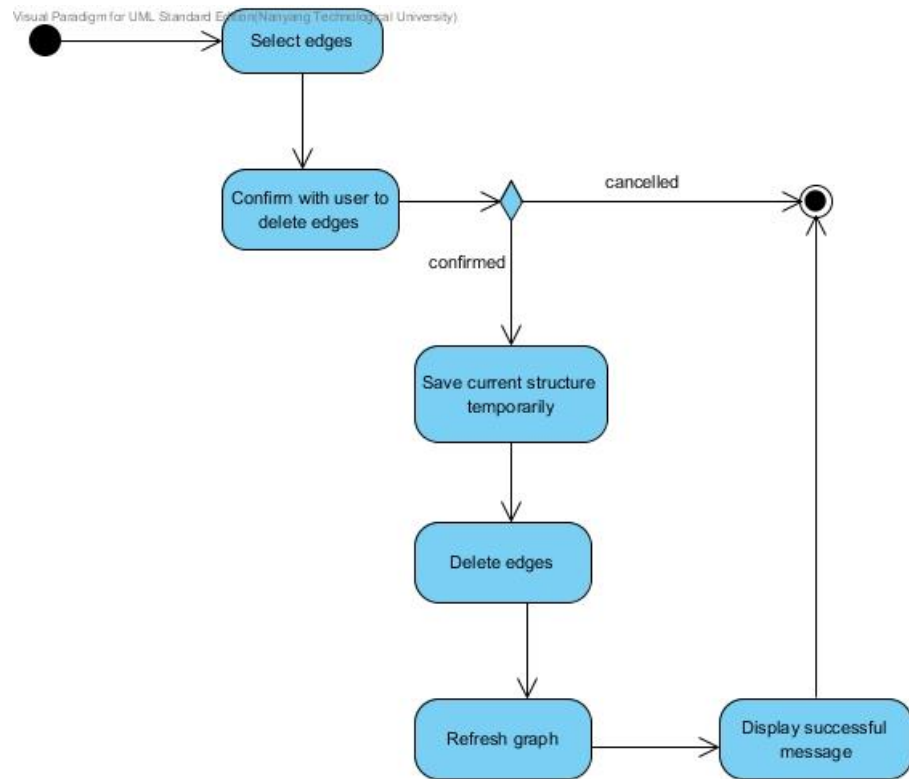 Visual Paradigm for UML Standard Edition(Nanyang Technological University)
Select edges
Confirm with user to
delete edges
cancelled
confirmed
Save current structure
temporarily
Delete edges
Refresh graph
Display successful
message